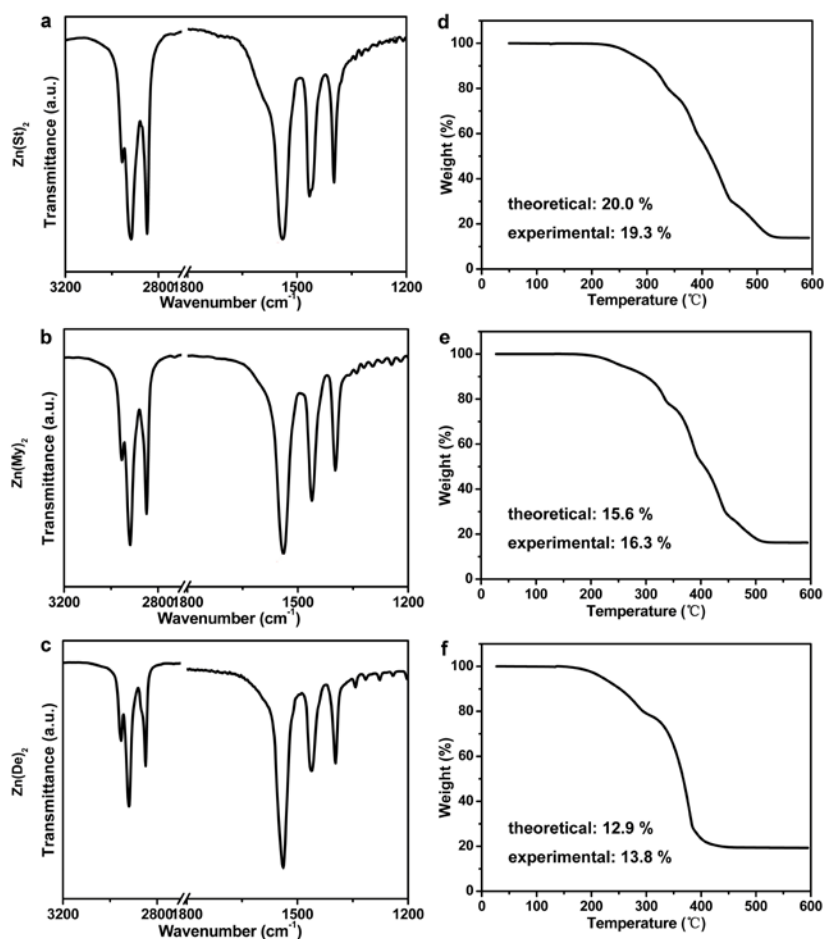 a
Zn(St)2
Transmittance (a.u.)
3200 2800 1800 1500 1200
Wavenumber (cm-1)
d
Weight (%)
100
80
60
40
20
0
theoretical: 20.0 %
experimental: 19.3 %
0 100 200 300 400 500 600
Temperature (℃)
b
Zn(My)2
Transmittance (a.u.)
3200 2800 1800 1500 1200
Wavenumber (cm-1)
e
Weight (%)
100
80
60
40
20
0
theoretical: 15.6 %
experimental: 16.3 %
0 100 200 300 400 500 600
Temperature (℃)
c
Zn(De)2
Transmittance (a.u.)
3200 2800 1800 1500 1200
Wavenumber (cm-1)
f
Weight (%)
100
80
60
40
20
0
theoretical: 12.9 %
experimental: 13.8 %
0 100 200 300 400 500 600
Temperature (℃)